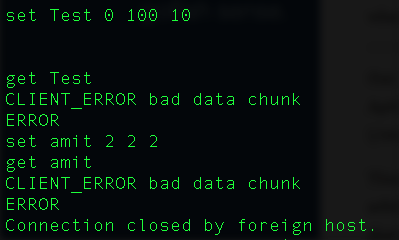 set Test 0 100 10
get Test
CLIENT_ERROR bad data chunk
ERROR
set amit 2 2 2
get amit
CLIENT_ERROR bad data chunk
ERROR
Connection closed by foreign host.